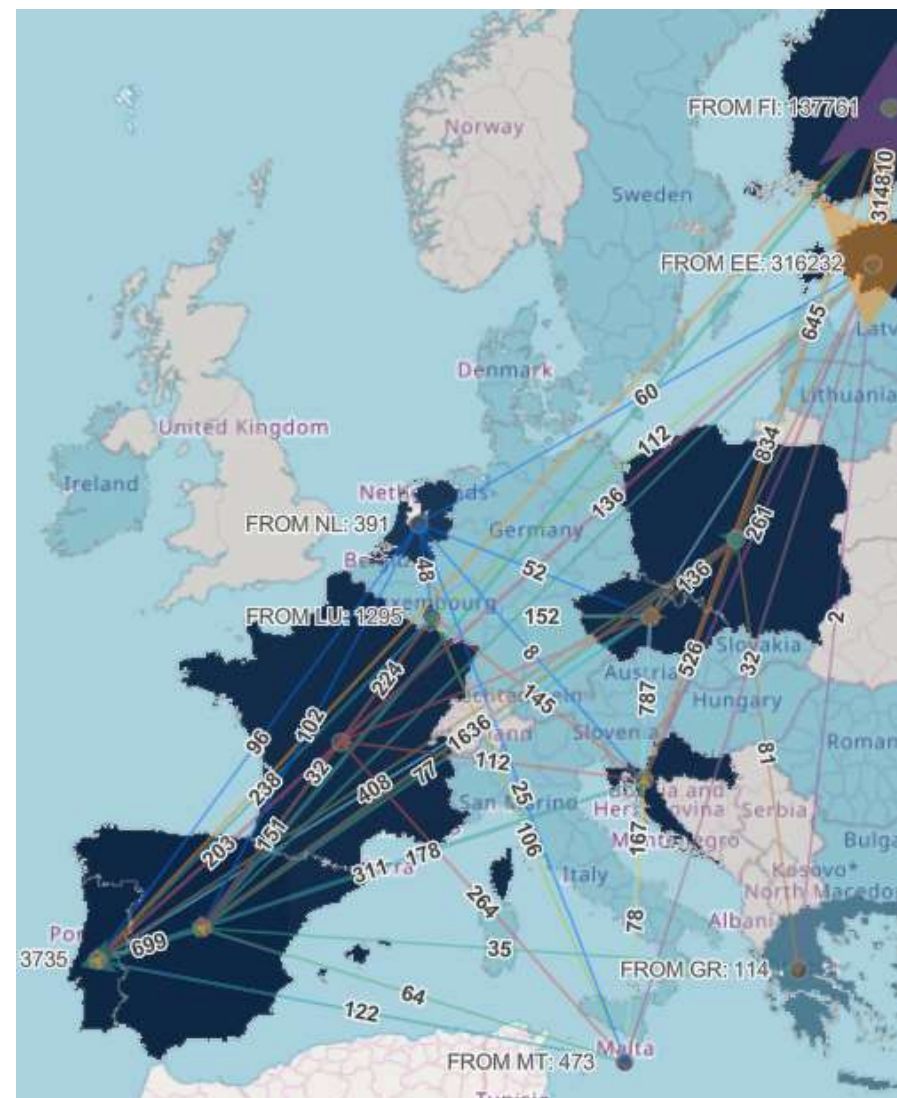 FROM FI: 137761
Norway
314810
Sweden
FROM EE: 316232
645
Latv
Denmark
60
Lithuania
United Kingdom
112
834
Ireland
136
FROM NL: 391
Germany
261
48
52
136
FROM LU: 1295
152
2
Slovakia
224
8
Austria
526
32
145
787
Hungary
96
102
1636
Slovenia
Roman
112
81
32
77
238
408
25
San Marino
Serbia
203
151
106
167
Montenegro
Bulga
311
178
Italy
Kosovo*
264
North Macedo
78
Albani
Por
699
35
3735
FROM GR: 114
64
122
Malta
FROM MT: 473
Tunisia